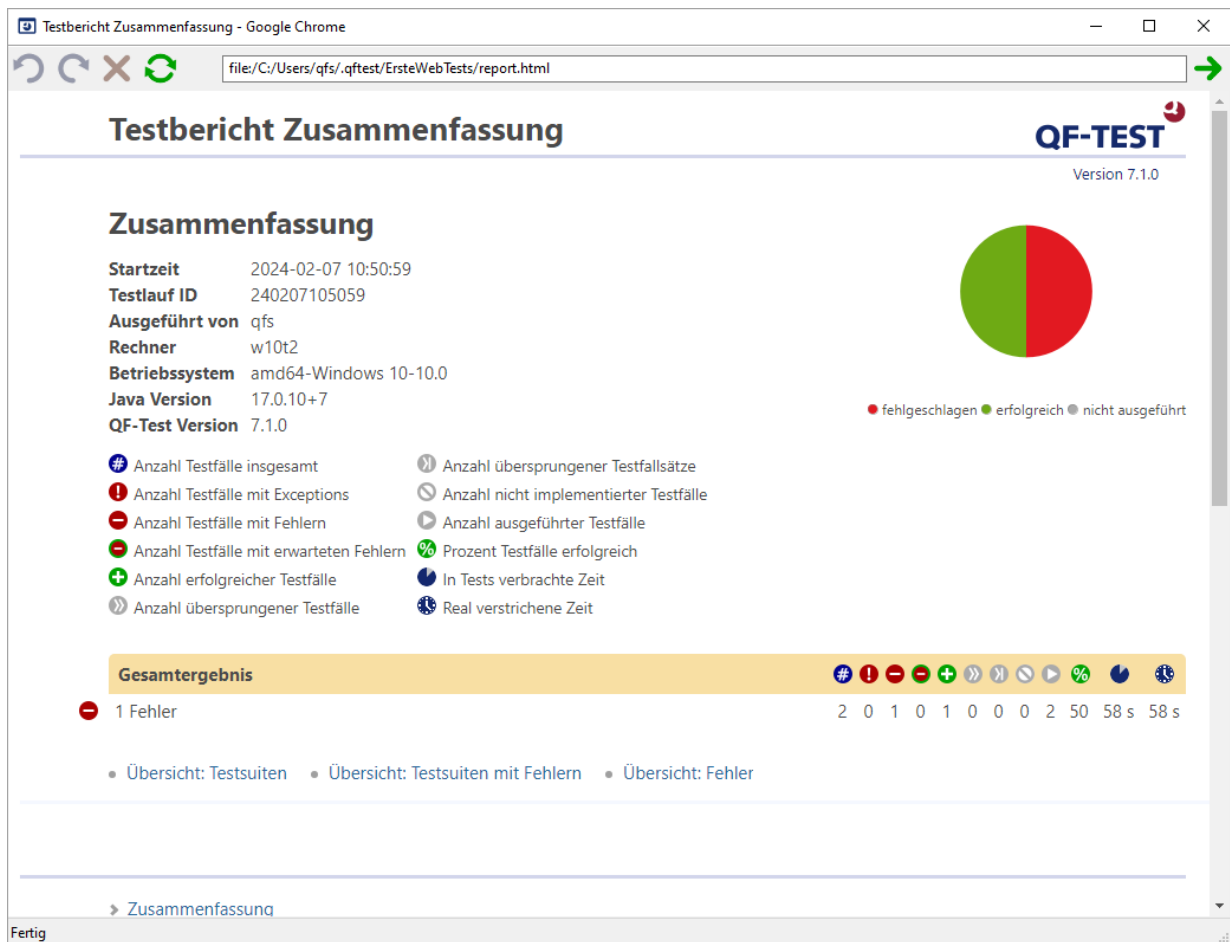 Testbericht Zusammenfassung - Google Chrome
file:/C:/Users/qfs/.qftest/ErsteWebTests/report.html
Testbericht Zusammenfassung
QF-TEST
Version 7.1.0
Zusammenfassung
Startzeit 2024-02-07 10:50:59
Testlauf ID 240207105059
Ausgeführt von qfs
Rechner w10t2
Betriebssystem amd64-Windows 10-10.0
Java Version 17.0.10+7
QF-Test Version 7.1.0
fehlgeschlagen erfolgreich nicht ausgeführt
# Anzahl Testfälle insgesamt Anzahl übersprungener Testfallsätze
! Anzahl Testfälle mit Exceptions Anzahl nicht implementierter Testfälle
Anzahl Testfälle mit Fehlern Anzahl ausgeführter Testfälle
Anzahl Testfälle mit erwarteten Fehlern % Prozent Testfälle erfolgreich
Anzahl erfolgreicher Testfälle In Tests verbrachte Zeit
Anzahl übersprungener Testfälle Real verstrichene Zeit
Gesamtergebnis # ! %
1 Fehler 2 0 1 0 1 0 0 0 2 50 58 s 58 s
Übersicht: Testsuiten Übersicht: Testsuiten mit Fehlern Übersicht: Fehler
Zusammenfassung
Fertig